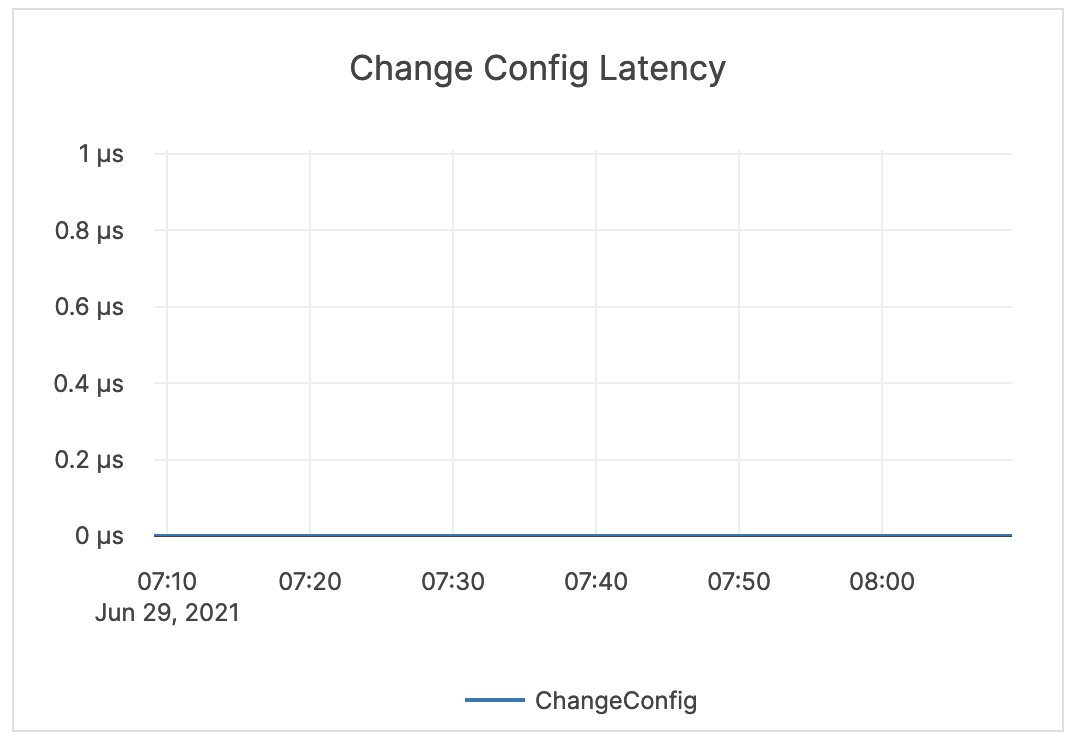 Change Config Latency
1 µs
0.8 µs
0.6 µs
0.4 µs
0.2 µs
0 µs
07:10 07:20 07:30 07:40 07:50 08:00
Jun 29, 2021
ChangeConfig